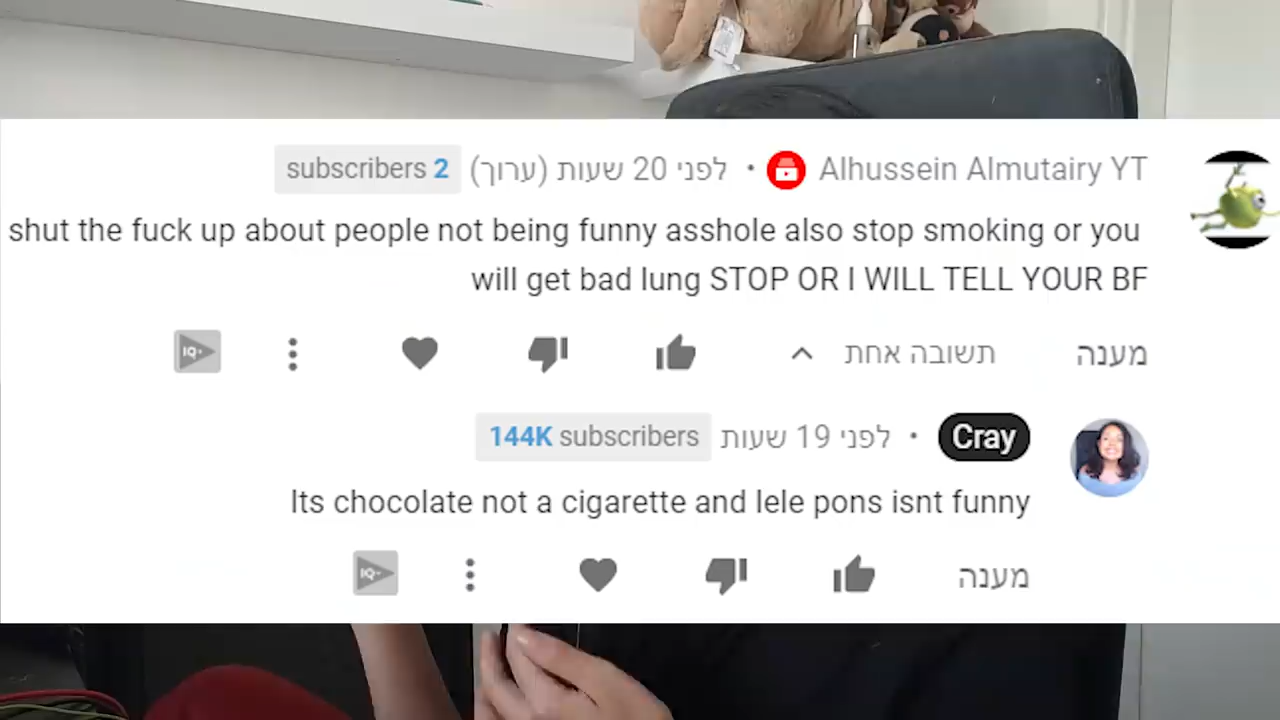 Alhussein Almutairy YT • לפני 20 שעות (ערוך) subscribers 2
shut the fuck up about people not being funny asshole also stop smoking or you
will get bad lung STOP OR I WILL TELL YOUR BF
מענה תשובה אחת IQ+
Cray • לפני 19 שעות 144K subscribers
Its chocolate not a cigarette and lele pons isnt funny
מענה IQ~